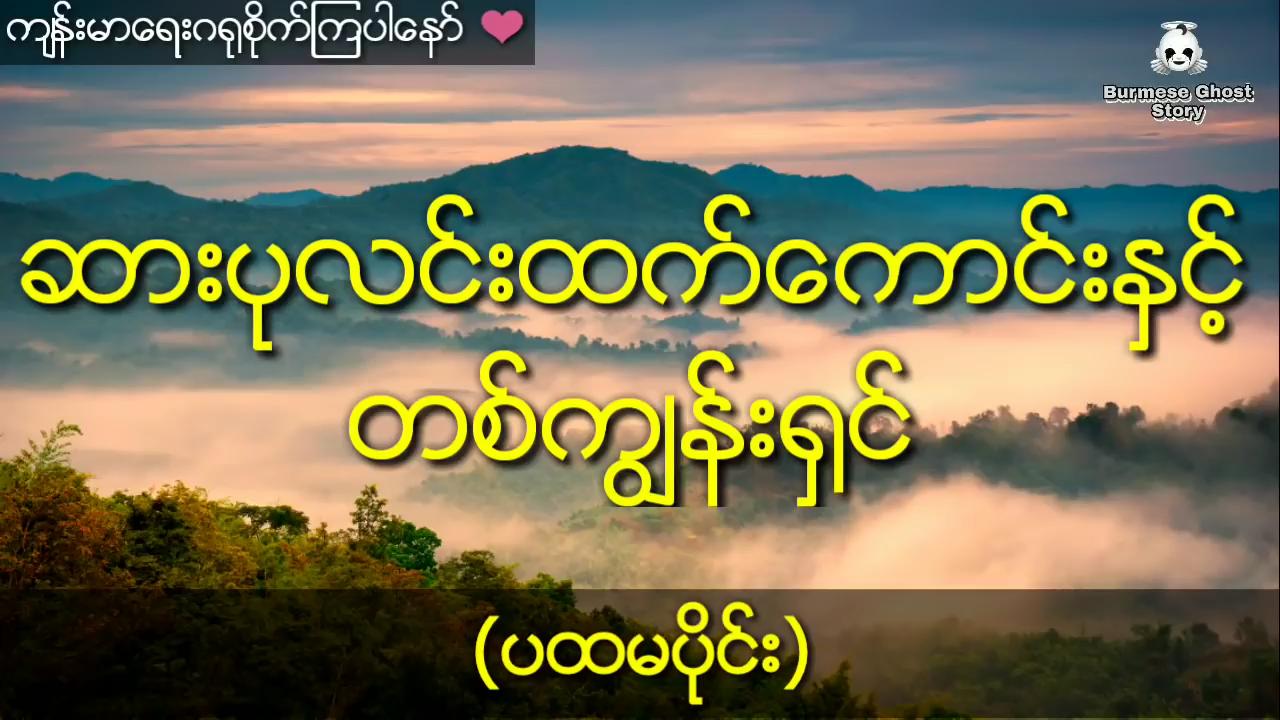 ကျန်းမာရေးဂရုစိုက်ကြပါနော် ❤
Burmese Ghost
Story
ဆားပုလင်းထက်ကောင်းနှင့်
တစ်ကျွန်းရှင်
(ပထမပိုင်း)